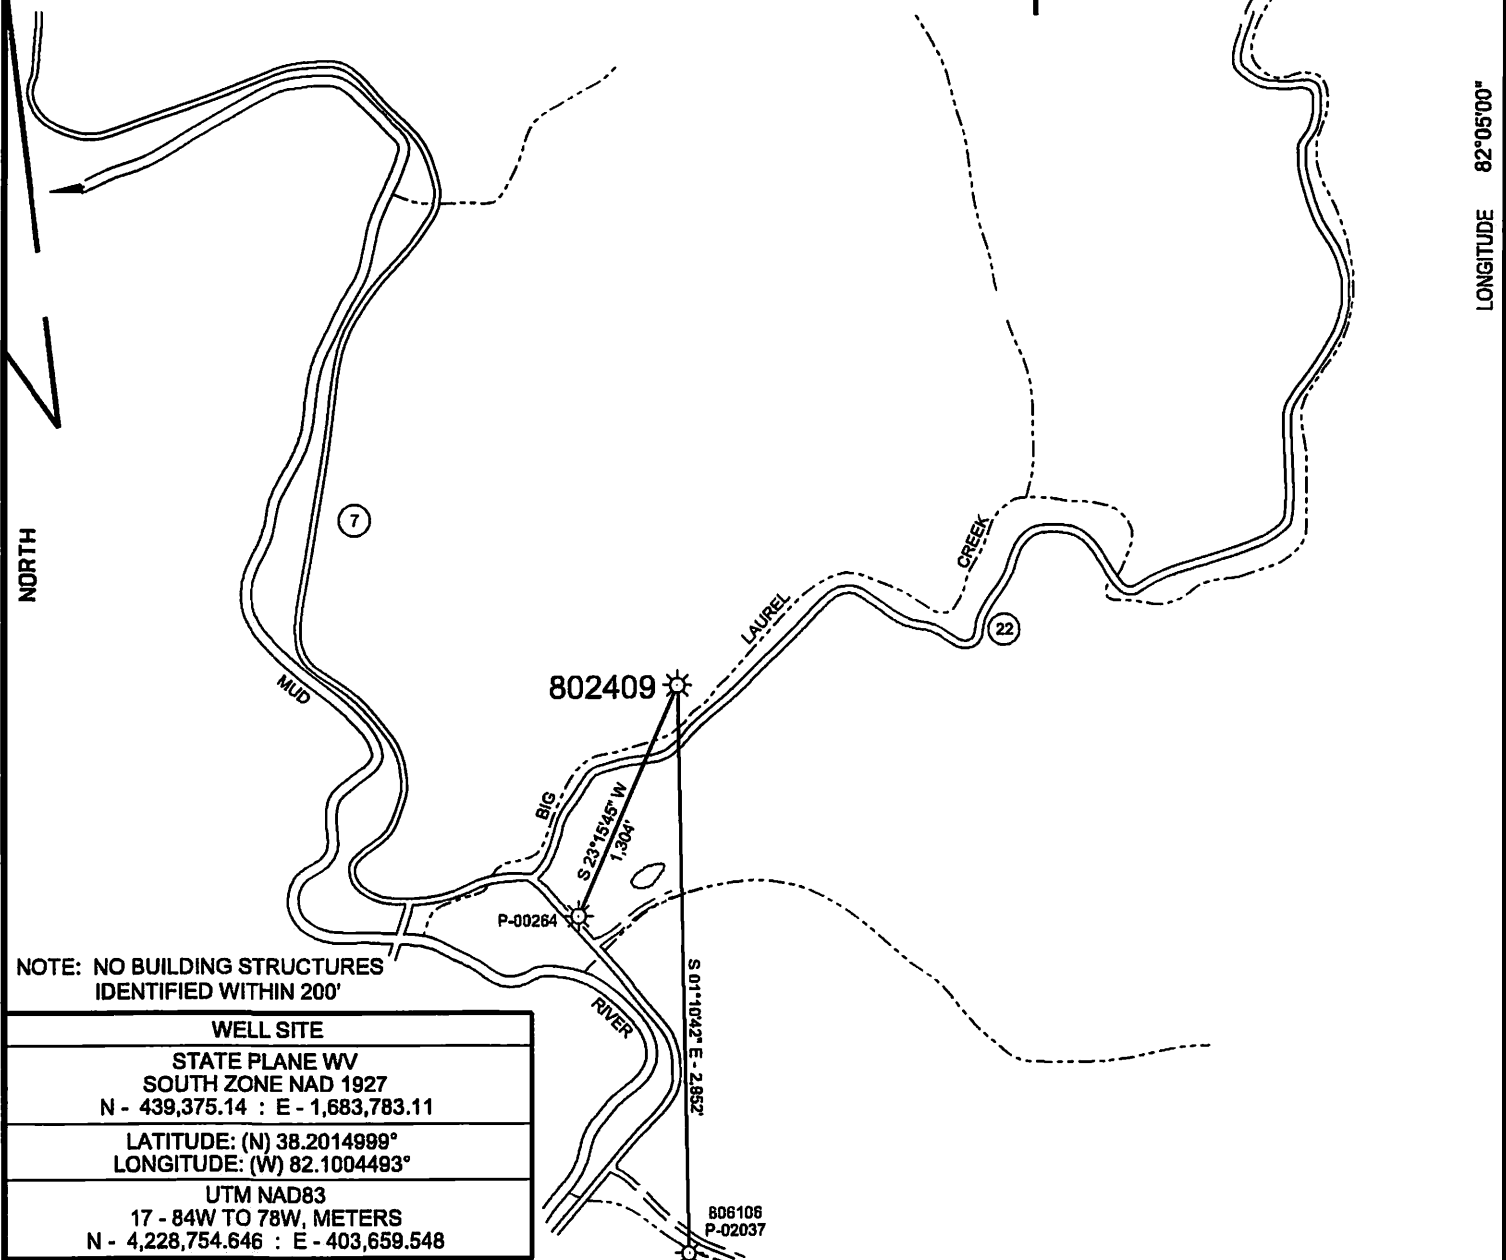 LONGITUDE 82°05'00"
NORTH
7
CREEK
LAUREL
22
MUD
802409
BIG
S 23°15'45" W
1,304'
P-00264
NOTE: NO BUILDING STRUCTURES
IDENTIFIED WITHIN 200'
RIVER
S 01°10'42" E - 2,852'
WELL SITE
STATE PLANE WV
SOUTH ZONE NAD 1927
N - 439,375.14 : E - 1,683,783.11
LATITUDE: (N) 38.2014999°
LONGITUDE: (W) 82.1004493°
UTM NAD83
17 - 84W TO 78W, METERS
N - 4,228,754.646 : E - 403,659.548
806106
P-02037